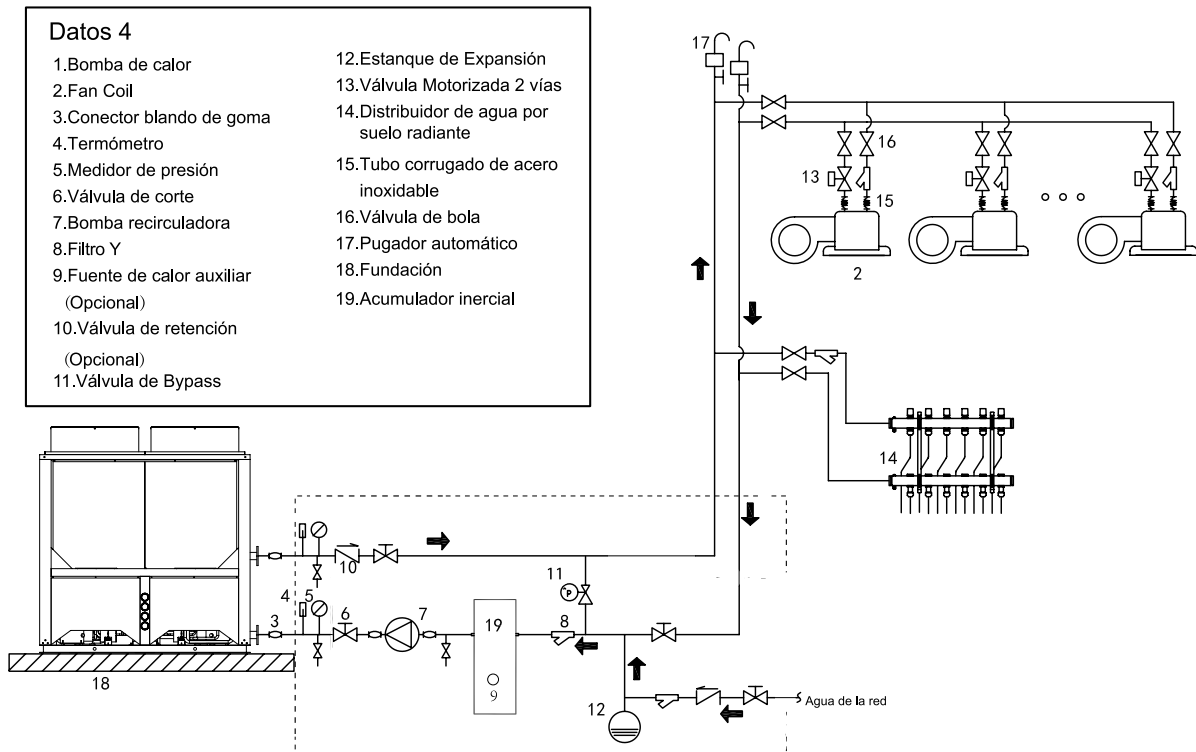 Datos 4
1.Bomba de calor
2.Fan Coil
3.Conector blando de goma
4.Termómetro
5.Medidor de presión
6.Válvula de corte
7.Bomba recirculadora
8.Filtro Y
9.Fuente de calor auxiliar
(Opcional)
10.Válvula de retención
(Opcional)
11.Válvula de Bypass
12.Estanque de Expansión
13.Válvula Motorizada 2 vías
14.Distribuidor de agua por
suelo radiante
15.Tubo corrugado de acero
inoxidable
16.Válvula de bola
17.Pugador automático
18.Fundación
19.Acumulador inercial
17
16
13
15
2
14
10
11
P
4
5
3
6
7
19
8
9
18
12
Agua de la red